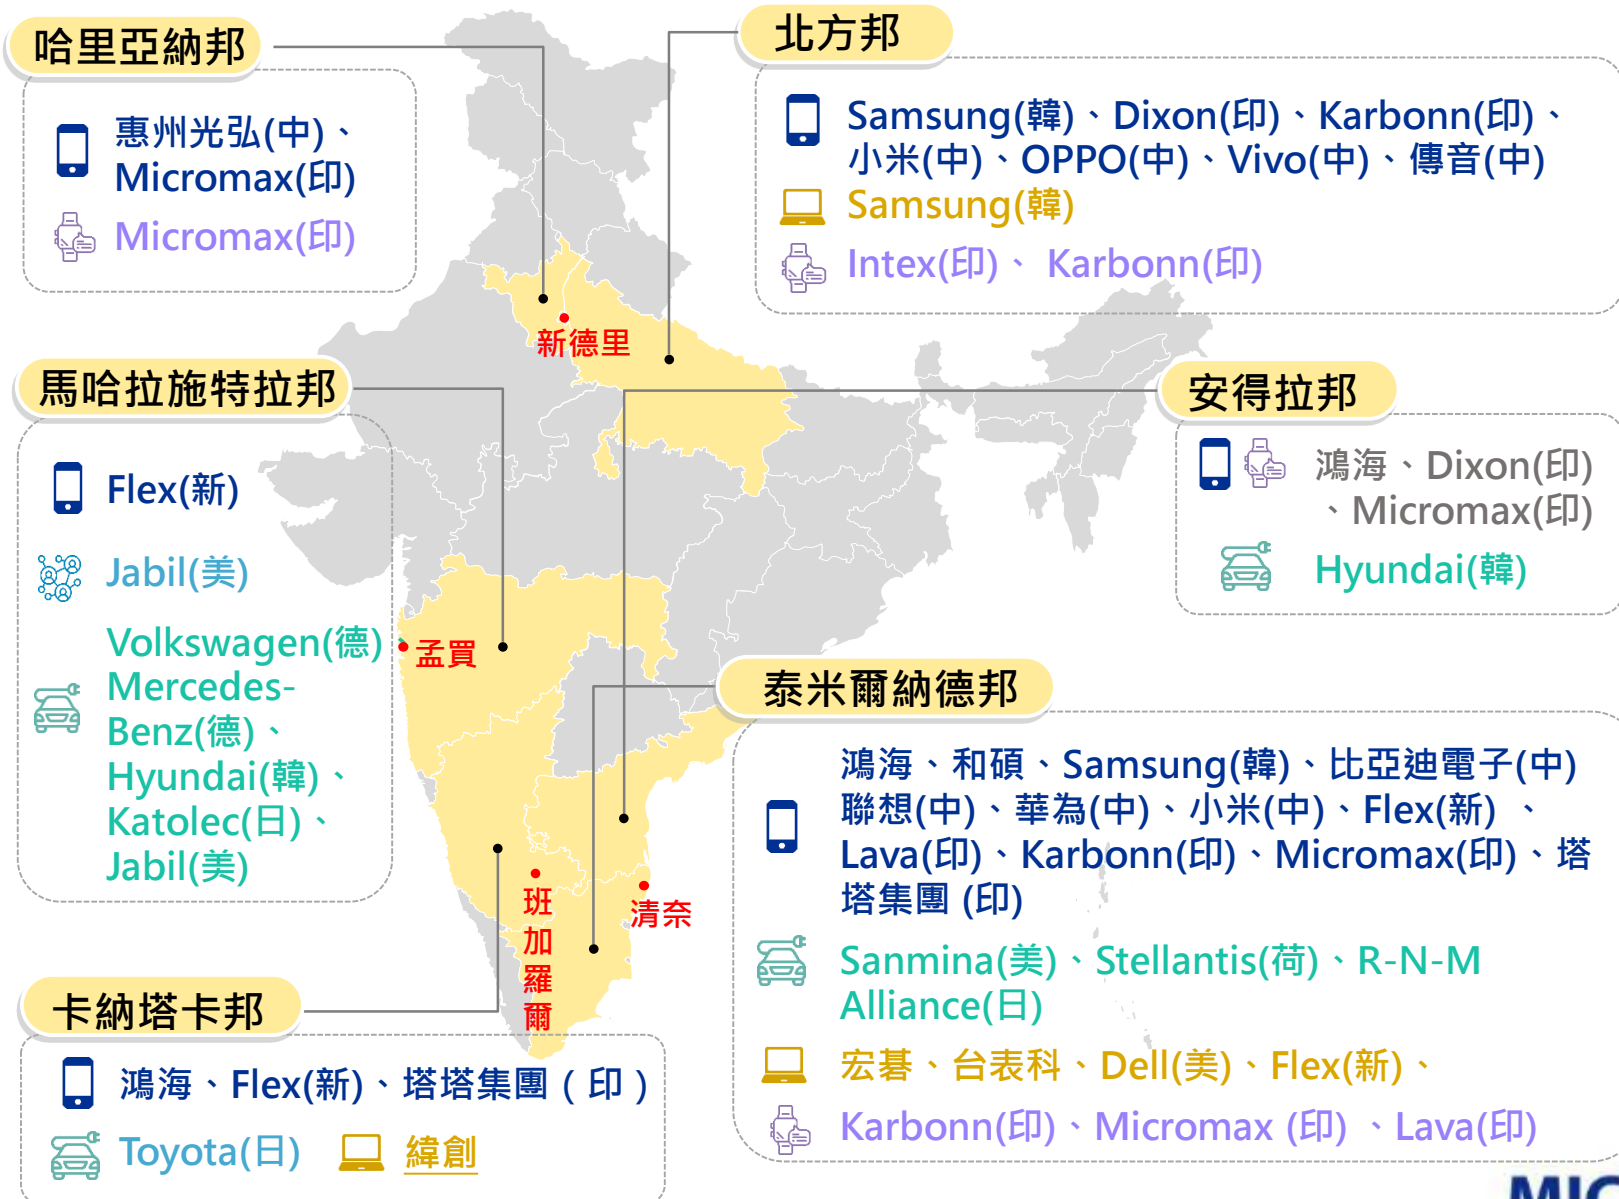 哈里亞納邦
惠州光弘(中)、
Micromax(印)
Micromax(印)
北方邦
Samsung(韓)、Dixon(印)、Karbonn(印)、
小米(中)、OPPO(中)、Vivo(中)、傳音(中)
Samsung(韓)
Intex(印)、 Karbonn(印)
新德里
馬哈拉施特拉邦
Flex(新)
Jabil(美)
Volkswagen(德)、
Mercedes-
Benz(德)、
Hyundai(韓)、
Katolec(日)、
Jabil(美)
孟買
安得拉邦
鴻海、Dixon(印)
、Micromax(印)
Hyundai(韓)
泰米爾納德邦
鴻海、和碩、Samsung(韓)、比亞迪電子(中)
聯想(中)、華為(中)、小米(中)、Flex(新) 、
Lava(印)、Karbonn(印)、Micromax(印)、塔
塔集團 (印)
Sanmina(美)、Stellantis(荷)、R-N-M
Alliance(日)
宏碁、台表科、Dell(美)、Flex(新)、
Karbonn(印)、Micromax (印) 、Lava(印)
班
加
羅
爾
清奈
卡納塔卡邦
鴻海、Flex(新)、塔塔集團（印）
Toyota(日)
緯創
MIC